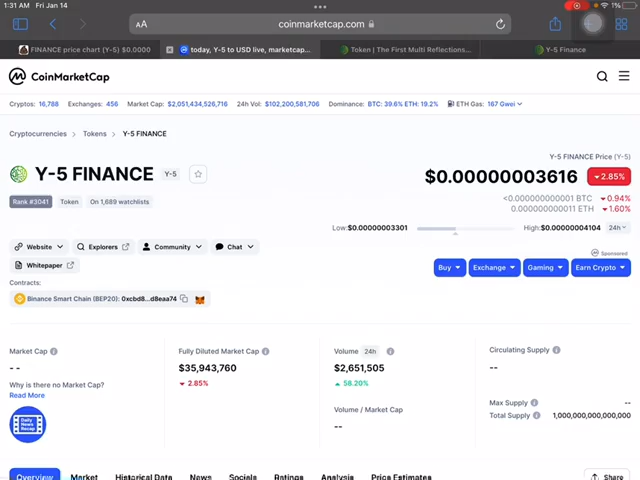 1:31 AM Fri Jan 14
1%
AA
coinmarketcap.com
FINANCE price chart (Y-5) $0.0000
today, Y-5 to USD live, marketcap...
Token | The First Multi Reflections...
Y-5 Finance
CoinMarketCap
Cryptos: 16,788 Exchanges: 456 Market Cap: $2,051,434,526,716 24h Vol: $102,200,581,706 Dominance: BTC: 39.6% ETH: 19.2% ETH Gas: 167 Gwei
Cryptocurrencies > Tokens > Y-5 FINANCE
Y-5 FINANCE Price (Y-5)
Y-5 FINANCE Y-5
$0.00000003616 2.85%
<0.000000000001 BTC 0.94%
0.000000000011 ETH 1.60%
Rank #3041 Token On 1,689 watchlists
Low:$0.00000003301 High:$0.00000004104 24h
Website Explorers Community Chat
Sponsored
Whitepaper
Buy Exchange Gaming Earn Crypto
Contracts:
Binance Smart Chain (BEP20): 0xcbd8...d8eaa74
Market Cap
Fully Diluted Market Cap
Volume 24h
Circulating Supply
- -
$35,943,760
$2,651,505
--
2.85%
58.20%
Why is there no Market Cap?
Read More
Volume / Market Cap
--
Max Supply --
Total Supply 1,000,000,000,000,000
Daily
News
Recap
Overview Market Historical Data News Socials Ratings Analysis Price Estimates Share